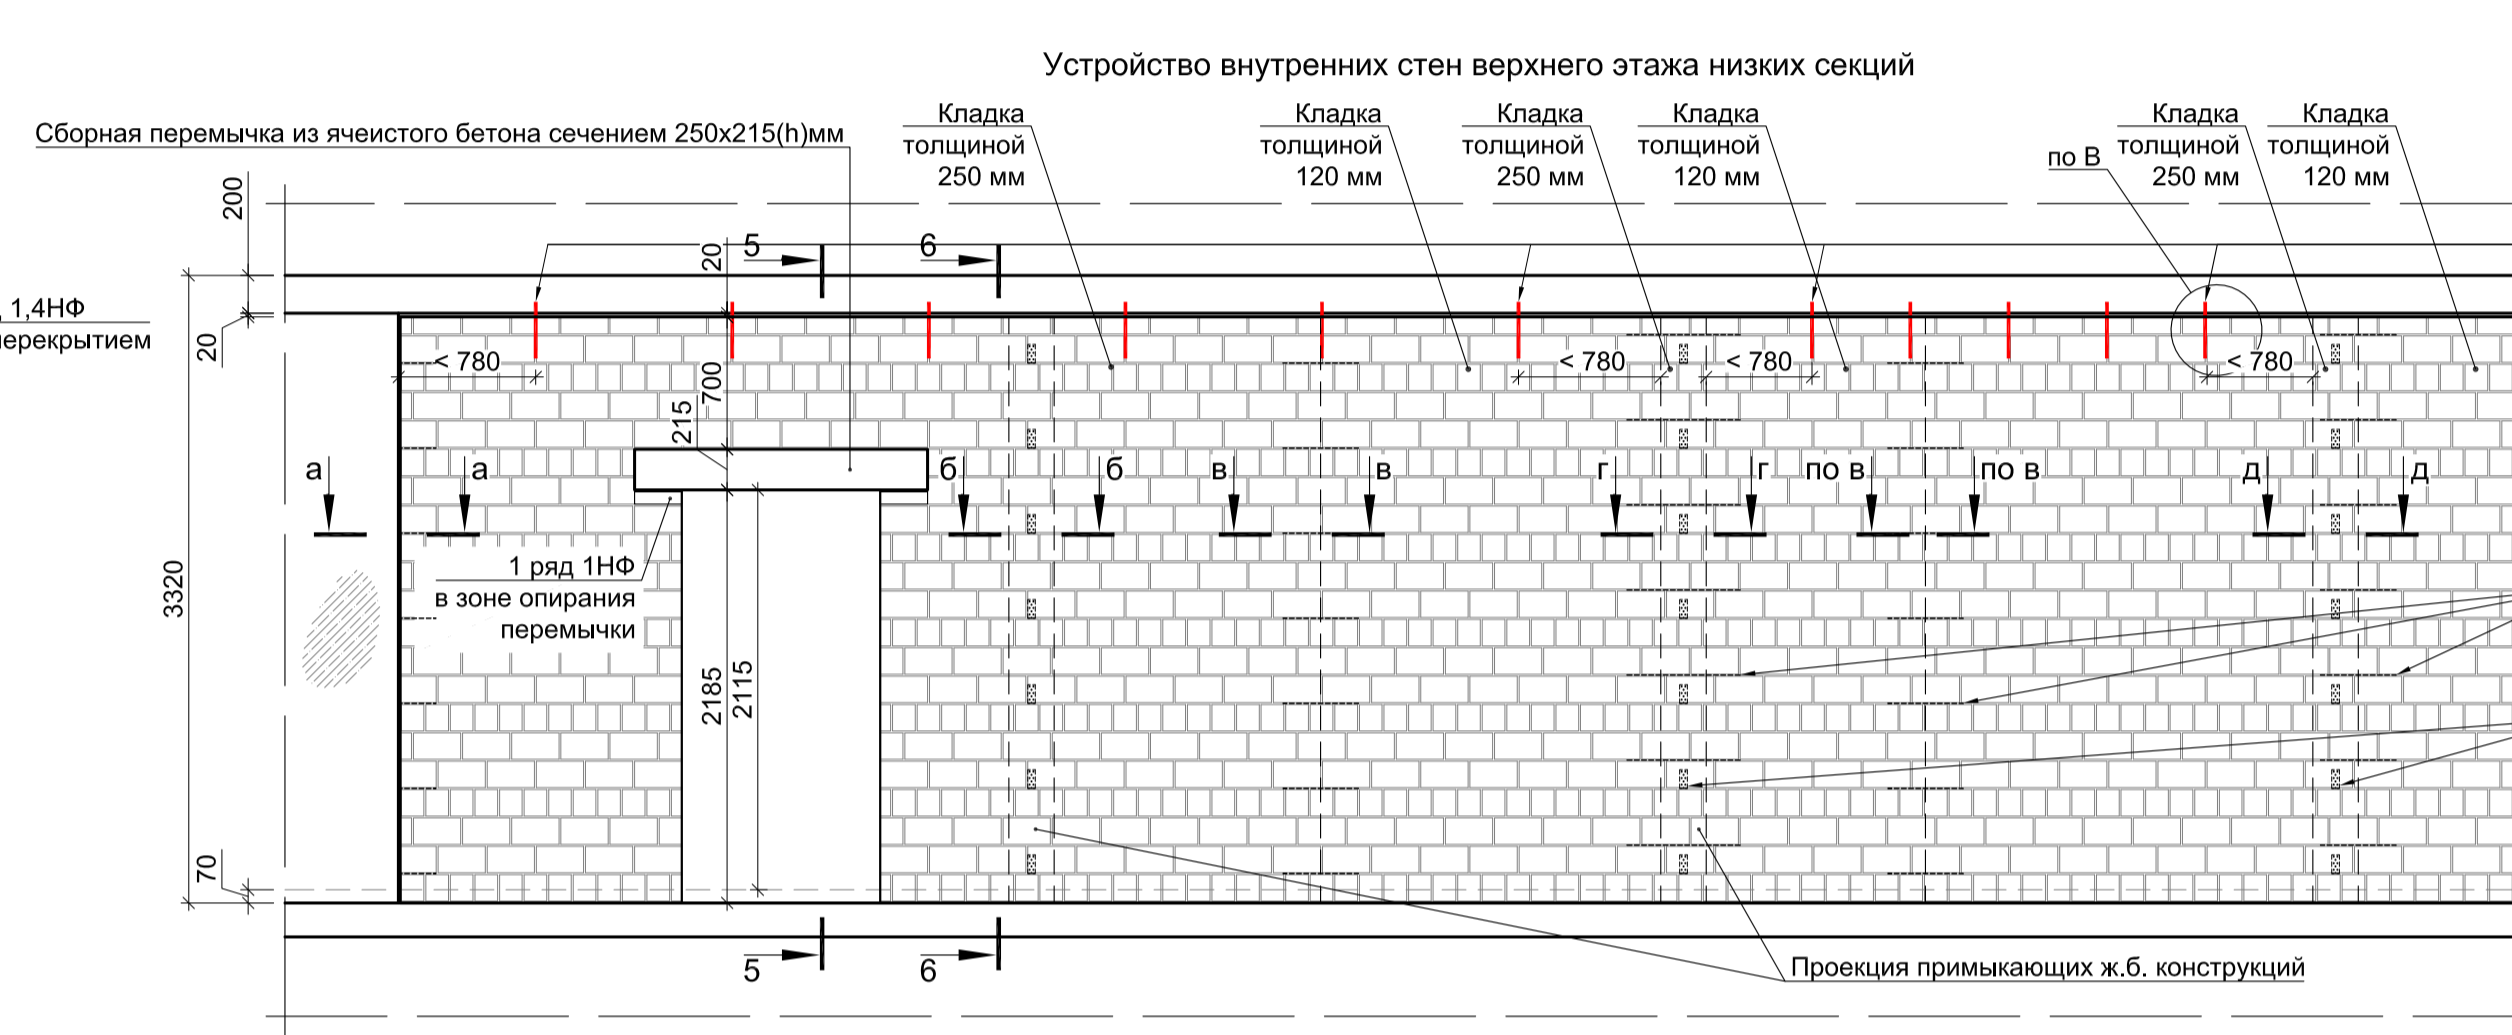 Устройство внутренних стен верхнего этажа низких секций
Сборная перемычка из ячеистого бетона сечением 250x215(h)мм
Кладка
толщиной
250 мм
Кладка
толщиной
120 мм
Кладка
толщиной
250 мм
Кладка
толщиной
120 мм
по В
Кладка
толщиной
250 мм
Кладка
толщиной
120 мм
200
20
5
6
, 1,4НФ
перекрытием
20
< 780
700
215
< 780
< 780
< 780
а
а
б
б
в
в
г
г
по в
по в
д
д
1 ряд 1НФ
в зоне опирания
перемычки
3320
2185
2115
70
5
6
Проекция примыкающих ж.б. конструкций